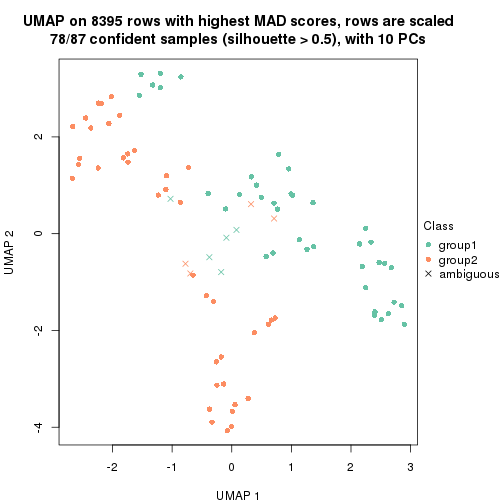 UMAP on 8395 rows with highest MAD scores, rows are scaled
78/87 confident samples (silhouette > 0.5), with 10 PCs
2
0
-2
-4
UMAP 2
-2
-1
0
1
2
3
UMAP 1
Class
group1
group2
ambiguous